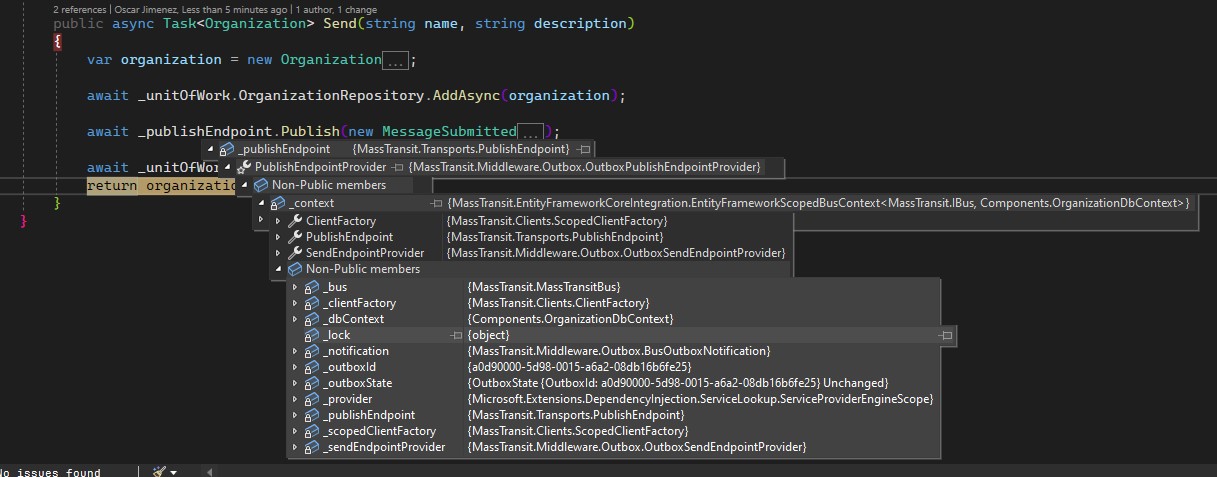 2 references | Oscar Jimenez, Less than 5 minutes ago | 1 author, 1 change
public async Task<Organization> Send(string name, string description)
{
var organization = new Organization...;
await _unitOfWork.OrganizationRepository.AddAsync(organization);
await _publishEndpoint.Publish(new MessageSubmitted...);
_publishEndpoint {MassTransit.Transports.PublishEndpoint}
await _unitOfWor
PublishEndpointProvider {MassTransit.Middleware.Outbox.OutboxPublishEndpointProvider}
return organizatio
Non-Public members
}
_context {MassTransit.EntityFrameworkCoreIntegration.EntityFrameworkScopedBusContext<MassTransit.IBus, Components.OrganizationDbContext>}
}
ClientFactory {MassTransit.Clients.ScopedClientFactory}
PublishEndpoint {MassTransit.Transports.PublishEndpoint}
SendEndpointProvider {MassTransit.Middleware.Outbox.OutboxSendEndpointProvider}
Non-Public members
_bus {MassTransit.MassTransitBus}
_clientFactory {MassTransit.Clients.ClientFactory}
_dbContext {Components.OrganizationDbContext}
_lock {object}
_notification {MassTransit.Middleware.Outbox.BusOutboxNotification}
_outboxId {a0d90000-5d98-0015-a6a2-08db16b6fe25}
_outboxState {OutboxState {OutboxId: a0d90000-5d98-0015-a6a2-08db16b6fe25} Unchanged}
_provider {Microsoft.Extensions.DependencyInjection.ServiceLookup.ServiceProviderEngineScope}
_publishEndpoint {MassTransit.Transports.PublishEndpoint}
_scopedClientFactory {MassTransit.Clients.ScopedClientFactory}
_sendEndpointProvider {MassTransit.Middleware.Outbox.OutboxSendEndpointProvider}
No issues found